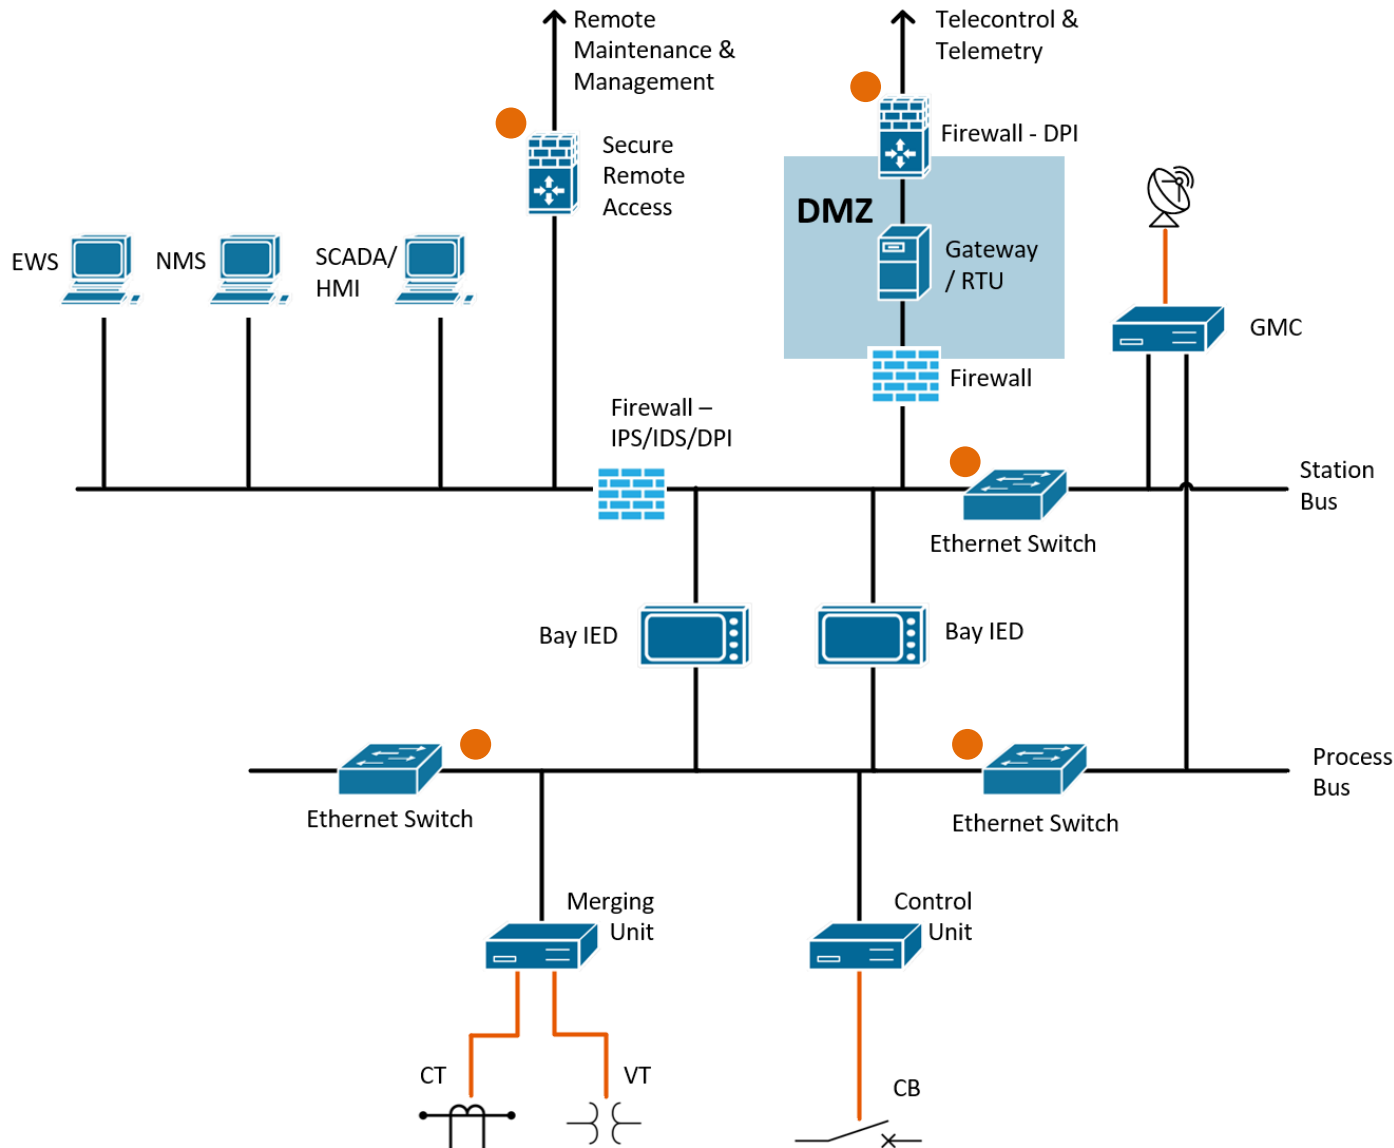 Remote
Maintenance &
Management
Telecontrol &
Telemetry
Secure
Remote
Access
Firewall - DPI
DMZ
Gateway
/ RTU
EWS
NMS
SCADA/
HMI
GMC
Firewall
Firewall –
IPS/IDS/DPI
Station
Bus
Ethernet Switch
Bay IED
Bay IED
Process
Bus
Ethernet Switch
Ethernet Switch
Merging
Unit
Control
Unit
CT
VT
CB